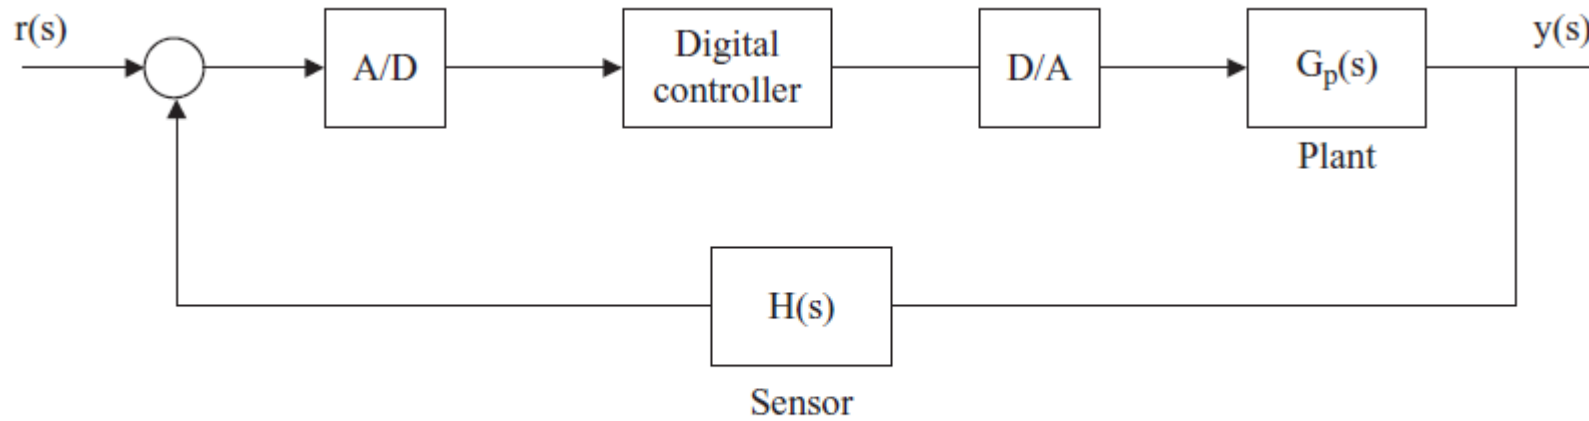 r(s)
A/D
Digital
controller
D/A
Gp(s)
Plant
y(s)
H(s)
Sensor